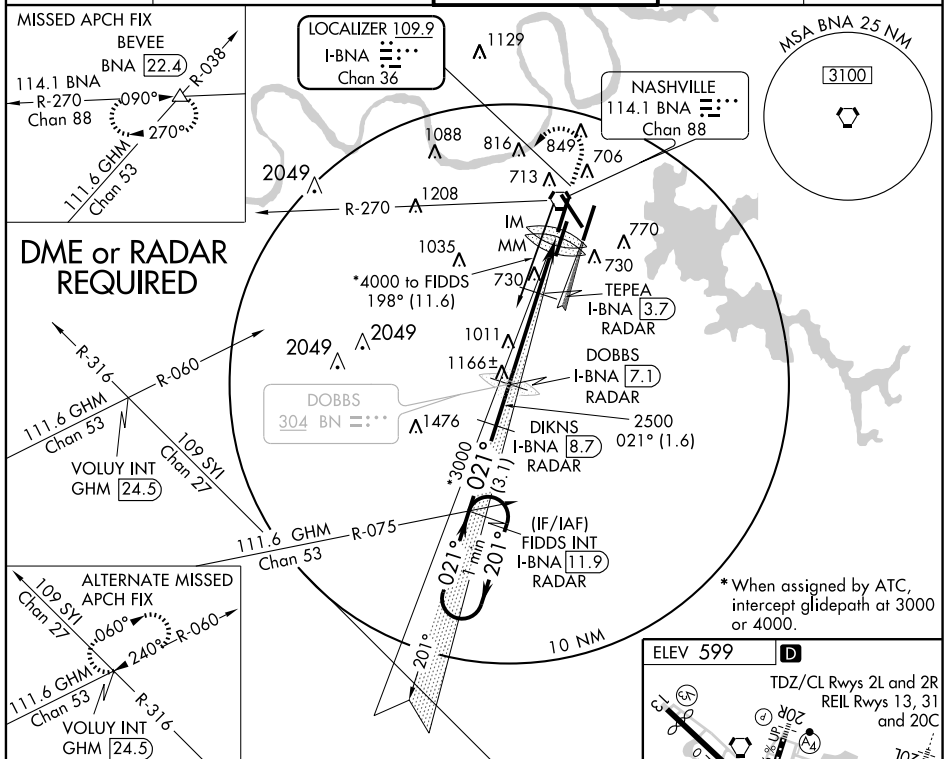 MISSED APCH FIX
BEVEE
BNA 22.4
R-038
114.1 BNA
R-270
Chan 88
090°
270°
111.6 GHM
Chan 53
LOCALIZER 109.9
I-BNA
Chan 36
1129
NASHVILLE
114.1 BNA
Chan 88
MSA BNA 25 NM
3100
1088
816
849
706
713
2049
R-270
1208
IM
MM
770
730
1035
730
*4000 to FIDDS
198° (11.6)
TEPEA
I-BNA 3.7
RADAR
DME or RADAR
REQUIRED
R-316
R-060
2049
2049
1011
1166±
DOBBS
I-BNA 7.1
RADAR
DOBBS
304 BN
111.6 GHM
Chan 53
109 SYI
Chan 27
VOLUY INT
GHM 24.5
1476
2500
021° (1.6)
DIKNS
I-BNA 8.7
RADAR
*3000
021°
(3.1)
111.6 GHM
R-075
Chan 53
(IF/IAF)
FIDDS INT
I-BNA 11.9
RADAR
021°
1 min
201°
201°
10 NM
* When assigned by ATC,
intercept glidepath at 3000
or 4000.
ALTERNATE MISSED
APCH FIX
109 SYI
Chan 27
060°
R-060
240°
111.6 GHM
Chan 53
R-316
VOLUY INT
GHM 24.5
ELEV 599
D
TDZ/CL Rwys 2L and 2R
REIL Rwys 13, 31
and 20C
V5
13
P
20R
% UP
A4
20L